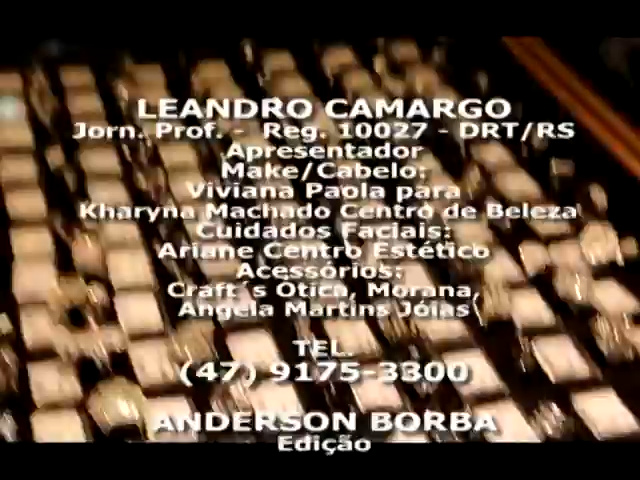 LEANDRO CAMARGO
Jorn. Prof. - Reg. 10027 - DRT/RS
Apresentador
Make/Cabelo:
Viviana Paola para
Kharyna Machado Centro de Beleza
Cuidados Faciais:
Ariane Centro Estético
Acessórios:
Craft´s Ótica, Morana,
Angela Martins Jóias
TEL.
(47) 9175-3300
ANDERSON BORBA
Edição